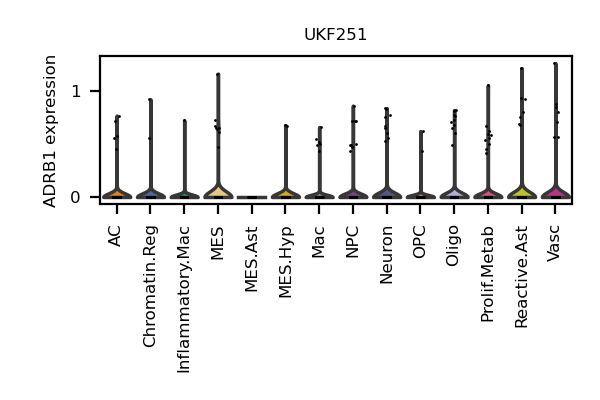 UKF251
ADRB1 expression
1
0
AC
Chromatin.Reg
Inflammatory.Mac
MES
MES.Ast
MES.Hyp
Mac
NPC
Neuron
OPC
Oligo
Prolif.Metab
Reactive.Ast
Vasc